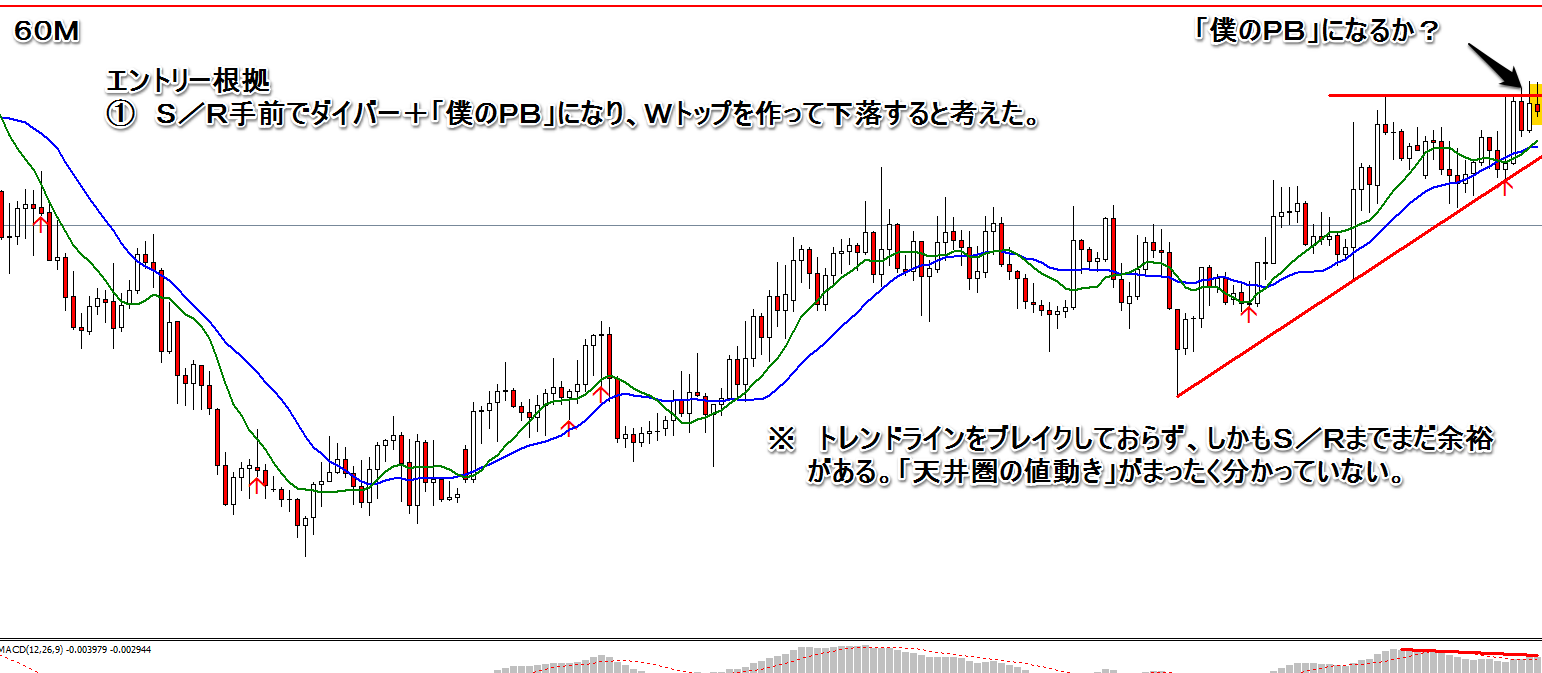 60M
「僕のPB」になるか？
エントリー根拠
①　S／R手前でダイバー＋「僕のPB」になり、Wトップを作って下落すると考えた。
※　トレンドラインをブレイクしておらず、しかもS／Rまでまだ余裕
がある。「天井圏の値動き」がまったく分かっていない。
MACD(12,26,9) -0.003979 -0.002944